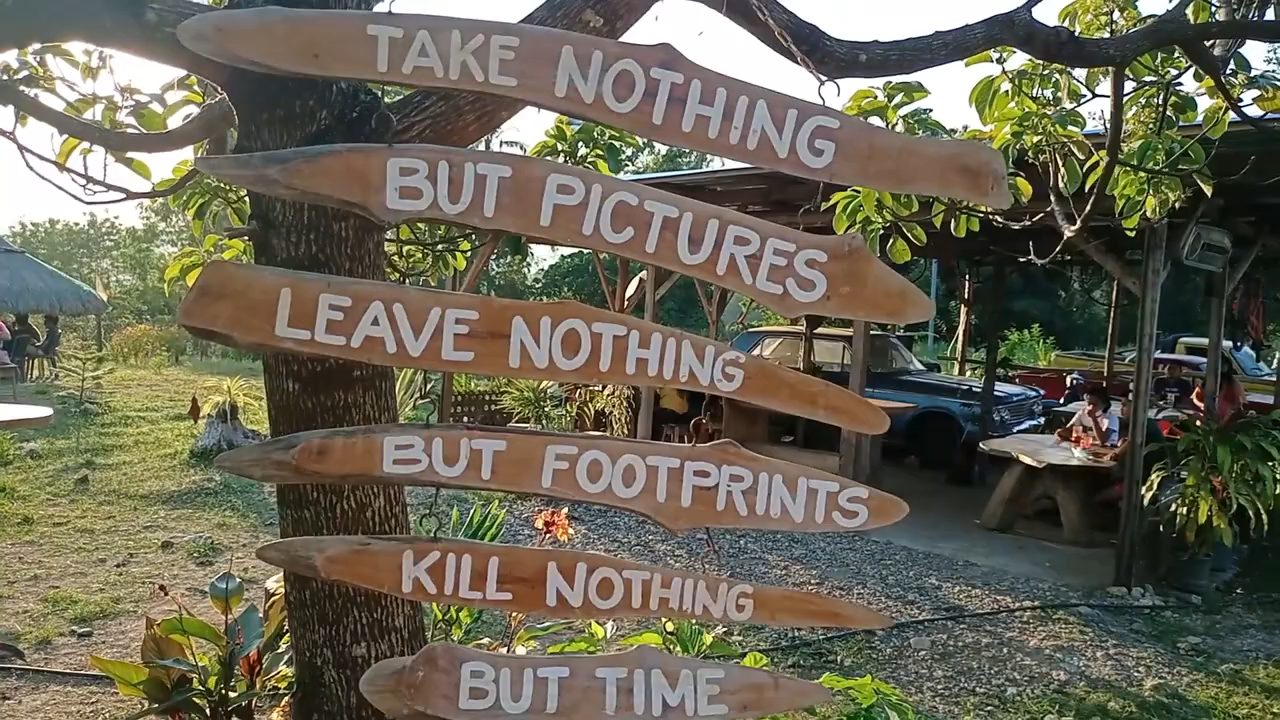 TAKE NOTHING
BUT PICTURES
LEAVE NOTHING
BUT FOOTPRINTS
KILL NOTHING
BUT TIME